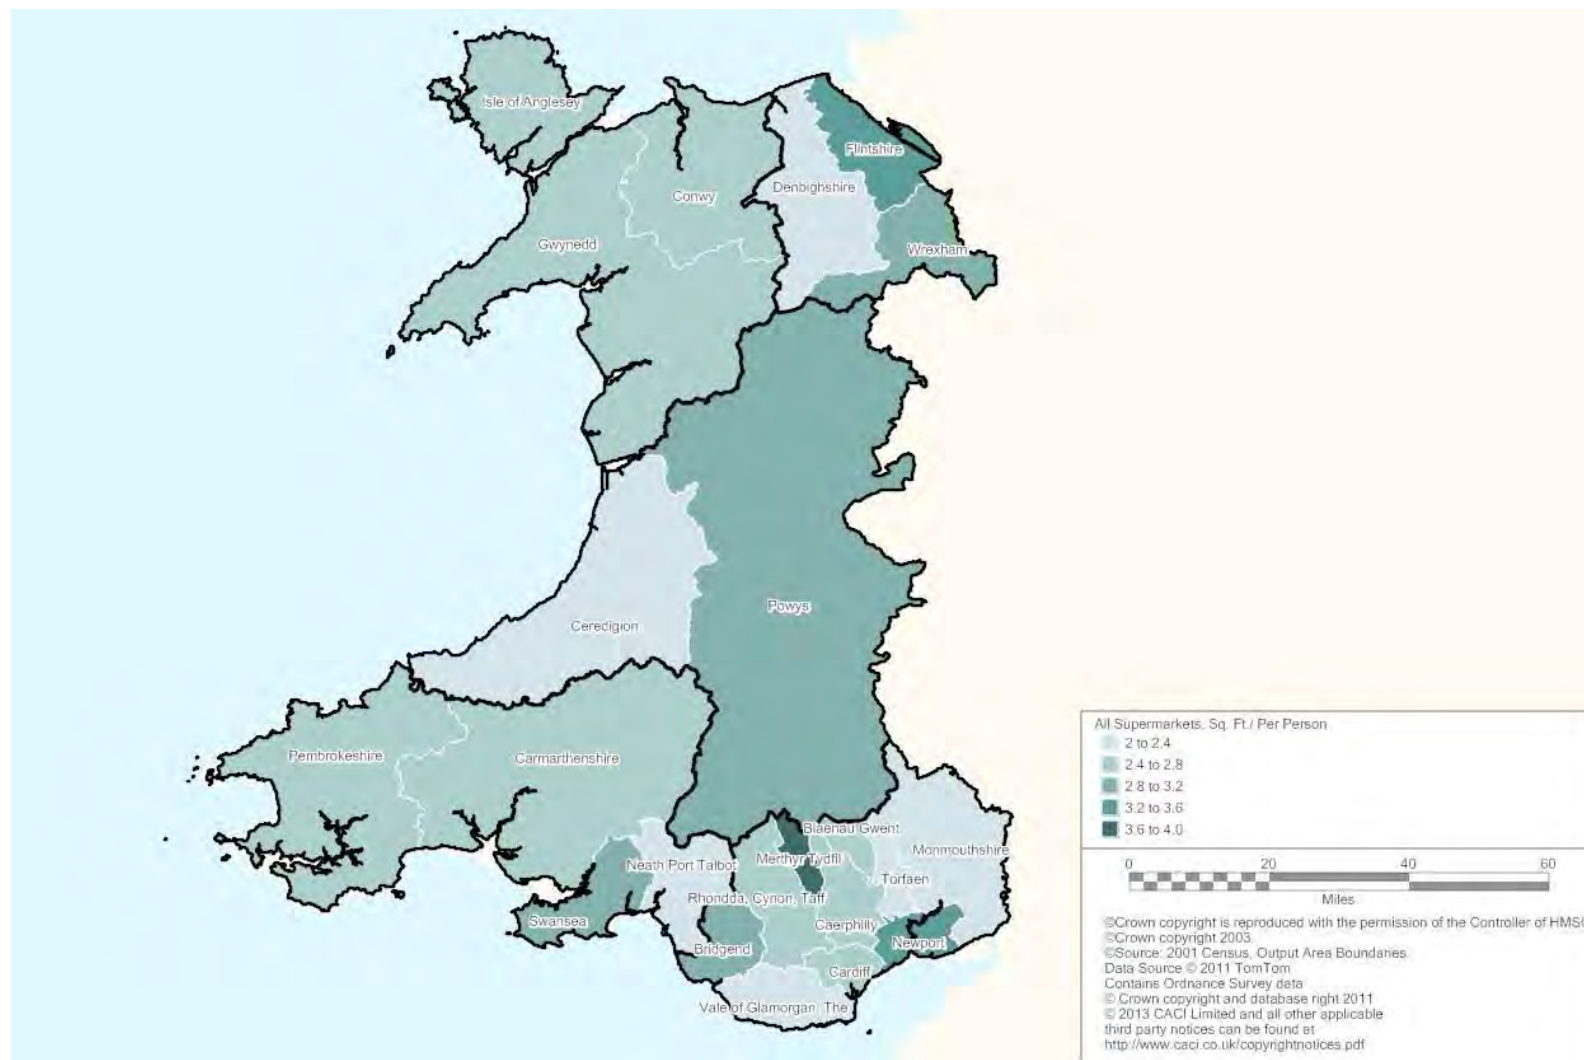 Isle of Anglesey
Flintshire
Denbighshire
Conwy
Gwynedd
Wrexham
Powys
Ceredigion
Pembrokeshire
Carmarthenshire
Blaenau Gwent
Monmouthshire
Neath Port Talbot
Merthyr Tydfil
Torfaen
Rhondda, Cynon, Taff
Swansea
Caerphilly
Newport
Bridgend
Cardiff
Vale of Glamorgan, The
All Supermarkets, Sq. Ft./ Per Person
2 to 2.4
2.4 to 2.8
2.8 to 3.2
3.2 to 3.6
3.6 to 4.0
0 20 40 60
Miles
©Crown copyright is reproduced with the permission of the Controller of HMS
©Crown copyright 2003.
©Source: 2001 Census, Output Area Boundaries.
Data Source © 2011 TomTom
Contains Ordnance Survey data
© Crown copyright and database right 2011
© 2013 CACI Limited and all other applicable
third party notices can be found at
http://www.caci.co.uk/copyrightnotices.pdf